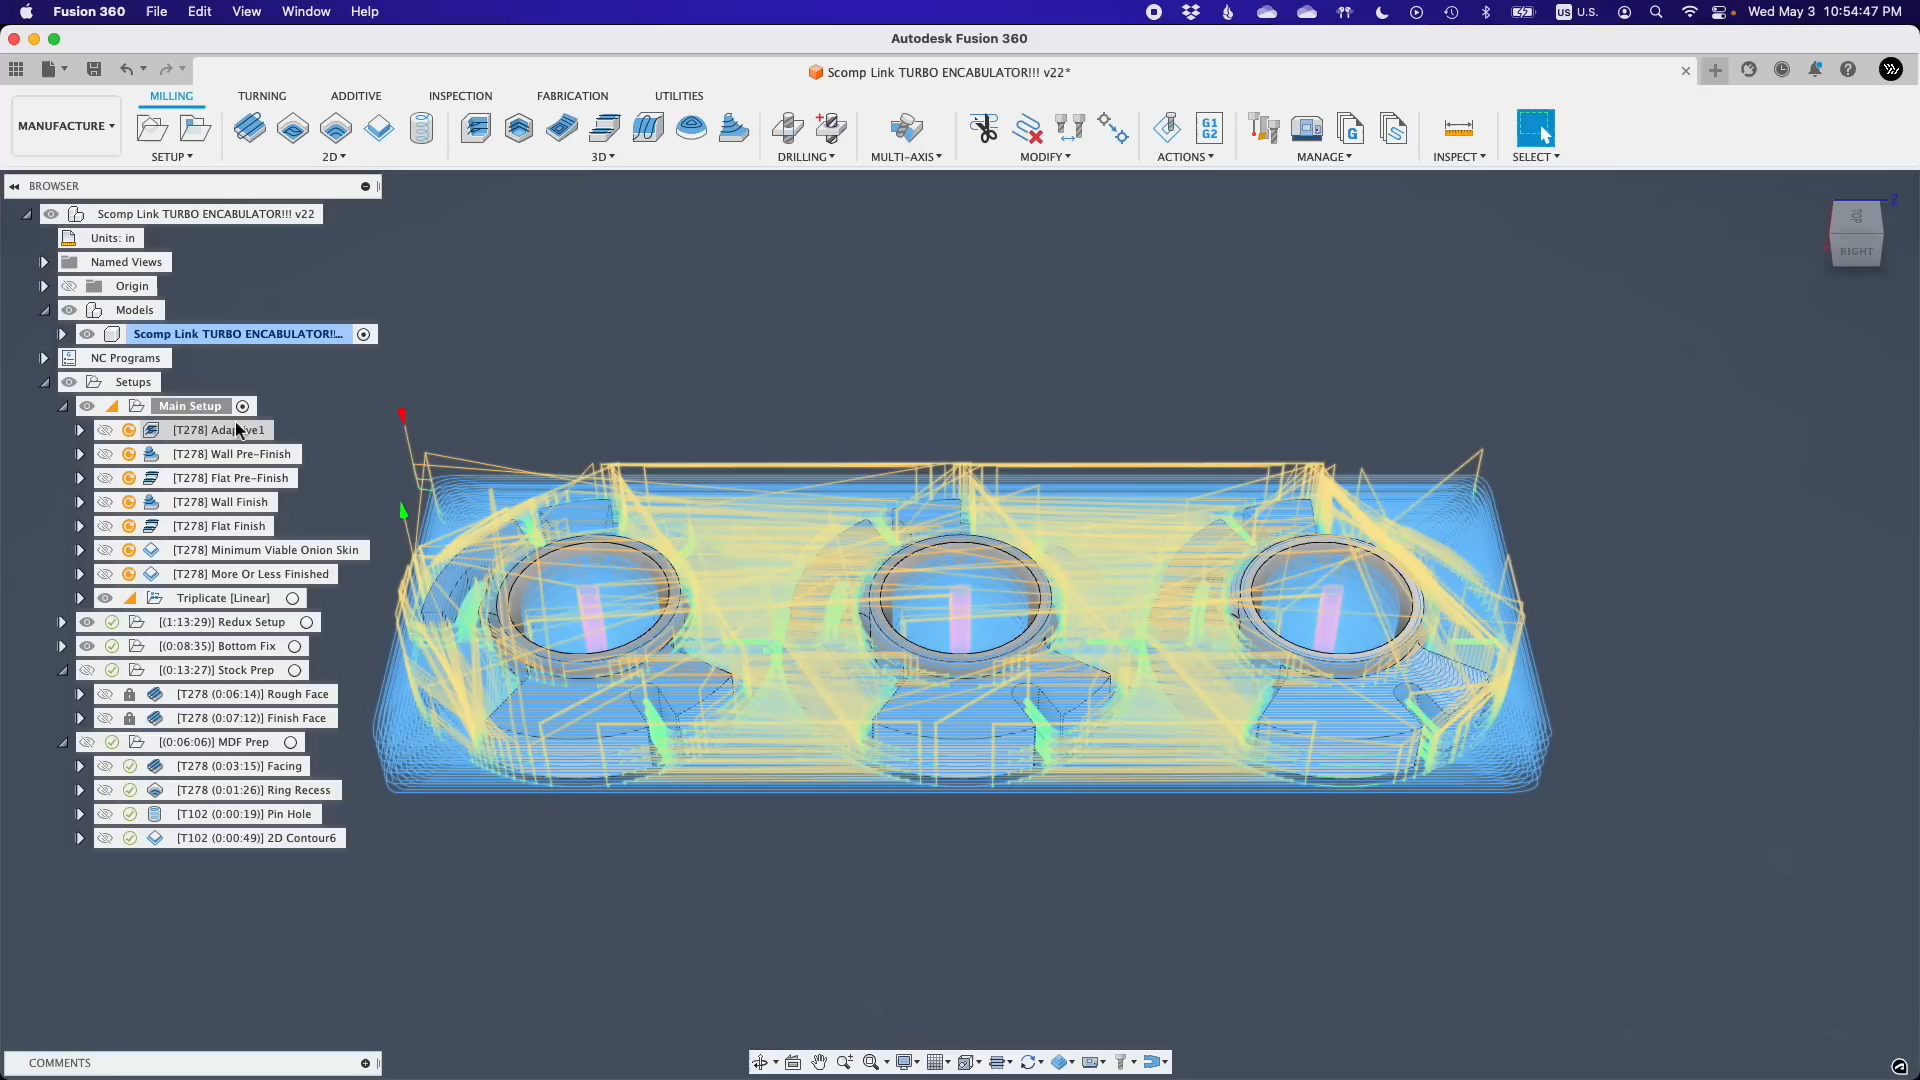 Fusion 360 File Edit View Window Help
US U.S. Wed May 3 10:54:47 PM
Autodesk Fusion 360
Scomp Link TURBO ENCABULATOR!!! v22*
MILLING TURNING ADDITIVE INSPECTION FABRICATION UTILITIES
MANUFACTURE
G1
G2
G
S
SETUP 2D 3D DRILLING MULTI-AXIS MODIFY ACTIONS MANAGE INSPECT SELECT
BROWSER
Scomp Link TURBO ENCABULATOR!!! v22
Units: in
Named Views
Origin
Models
Scomp Link TURBO ENCABULATOR!!...
NC Programs
Setups
Main Setup
[T278] Adaptive1
[T278] Wall Pre-Finish
[T278] Flat Pre-Finish
[T278] Wall Finish
[T278] Flat Finish
[T278] Minimum Viable Onion Skin
[T278] More Or Less Finished
Triplicate [Linear]
[(1:13:29)] Redux Setup
[(0:08:35)] Bottom Fix
[(0:13:27)] Stock Prep
[T278 (0:06:14)] Rough Face
[T278 (0:07:12)] Finish Face
[(0:06:06)] MDF Prep
[T278 (0:03:15)] Facing
[T278 (0:01:26)] Ring Recess
[T102 (0:00:19)] Pin Hole
[T102 (0:00:49)] 2D Contour6
Z
TOP
RIGHT
COMMENTS